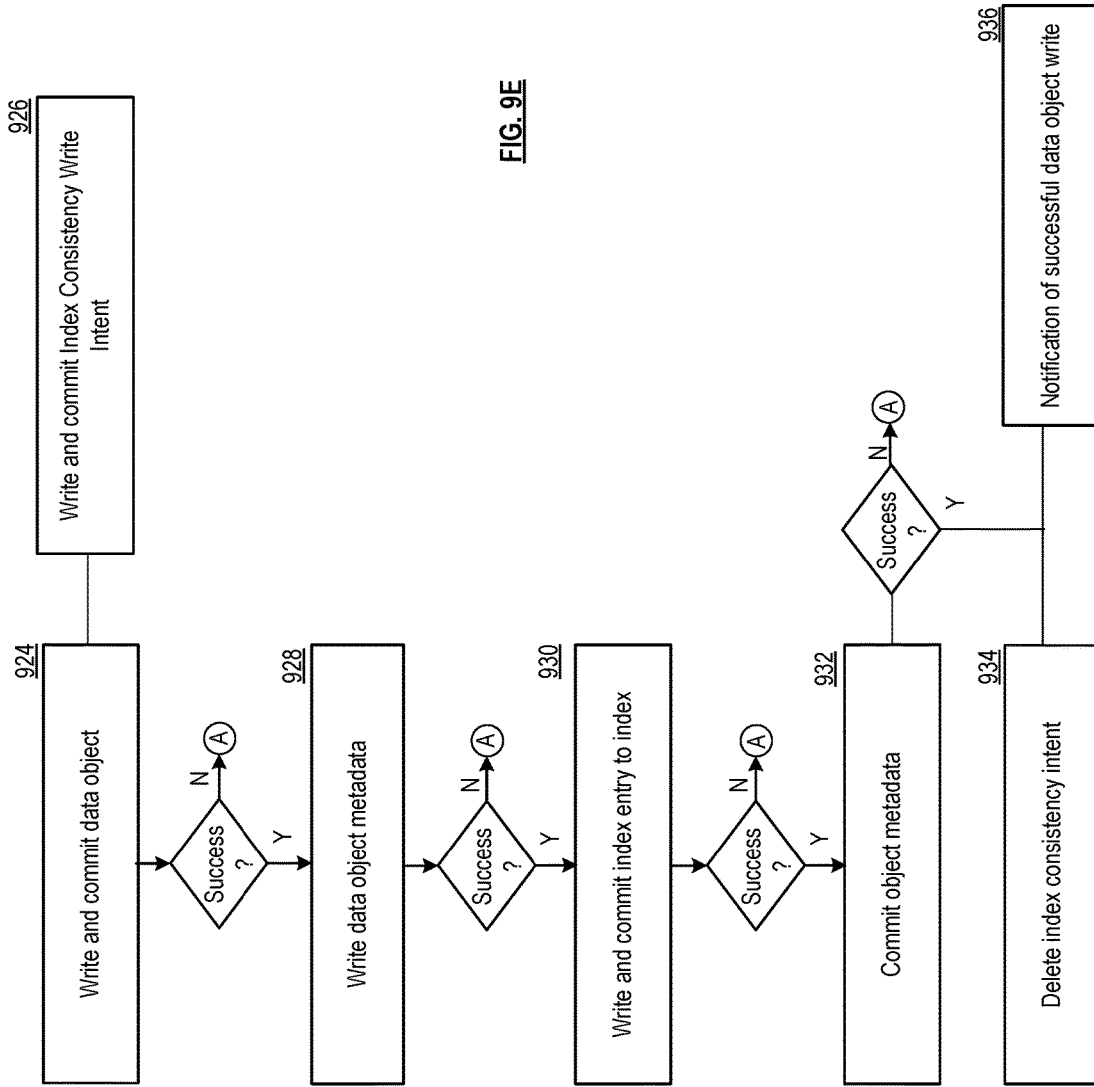 924
Write and commit data object
926
Write and commit Index Consistency Write
Intent
Success
?
N
A
Y
928
Write data object metadata
Success
?
N
A
Y
930
Write and commit index entry to index
Success
?
N
A
Y
932
Commit object metadata
Success
?
N
A
Y
934
Delete index consistency intent
936
Notification of successful data object write
FIG. 9E